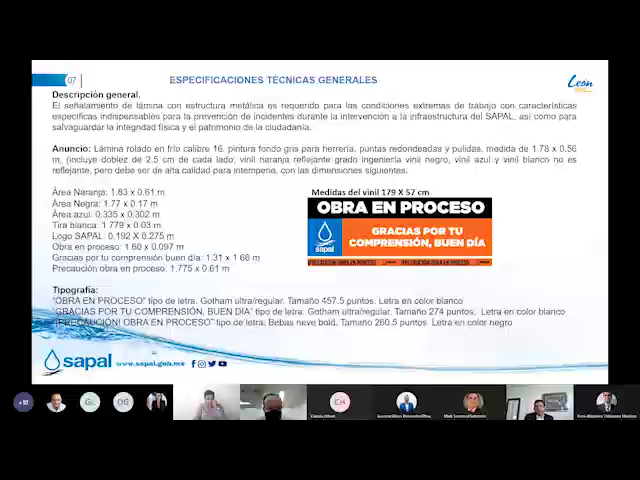 07
ESPECIFICACIONES TÉCNICAS GENERALES
León
Descripción general.
El señalamiento de lámina con estructura metálica es requerido para las condiciones extremas de trabajo con características
específicas indispensables para la prevención de incidentes durante la intervención a la infraestructura del SAPAL, así como para
salvaguardar la integridad física y el patrimonio de la ciudadanía.
Anuncio: Lámina rolado en frío calibre 16, pintura fondo gris para herrería, puntas redondeadas y pulidas, medida de 1.78 x 0.56
m, (incluye doblez de 2.5 cm de cada lado; vinil naranja reflejante grado ingeniería vinil negro, vinil azul y vinil blanco no es
reflejante, pero debe ser de alta calidad para intemperie, con las dimensiones siguientes.
Área Naranja: 1.83 x 0.61 m
Área Negra: 1.77 x 0.17 m
Área azul: 0.335 x 0.302 m
Tira blanca: 1.779 x 0.03 m
Logo SAPAL: 0.192 X 0.275 m
Obra en proceso: 1.60 x 0.097 m
Gracias por tu comprensión buen día: 1.31 x 1.68 m
Precaución obra en proceso: 1.775 x 0.61 m
Medidas del vinil 179 X 57 cm
OBRA EN PROCESO
sapal
GRACIAS POR TU
COMPRENSIÓN, BUEN DÍA
¡PRECAUCIÓN! OBRA EN PROCESO ¡PRECAUCIÓN! OBRA EN PROCESO
Tipografía:
"OBRA EN PROCESO" tipo de letra: Gotham ultra/regular. Tamaño 457.5 puntos. Letra en color blanco
"GRACIAS POR TU COMPRENSIÓN, BUEN DÍA" tipo de letra: Gotham ultra/regular. Tamaño 274 puntos. Letra en color blanco
"¡PRECAUCIÓN! OBRA EN PROCESO" tipo de letra: Bebas neve bold. Tamaño 260.5 puntos Letra en color negro
sapal
www.sapal.gob.mx
GL
OG
CH